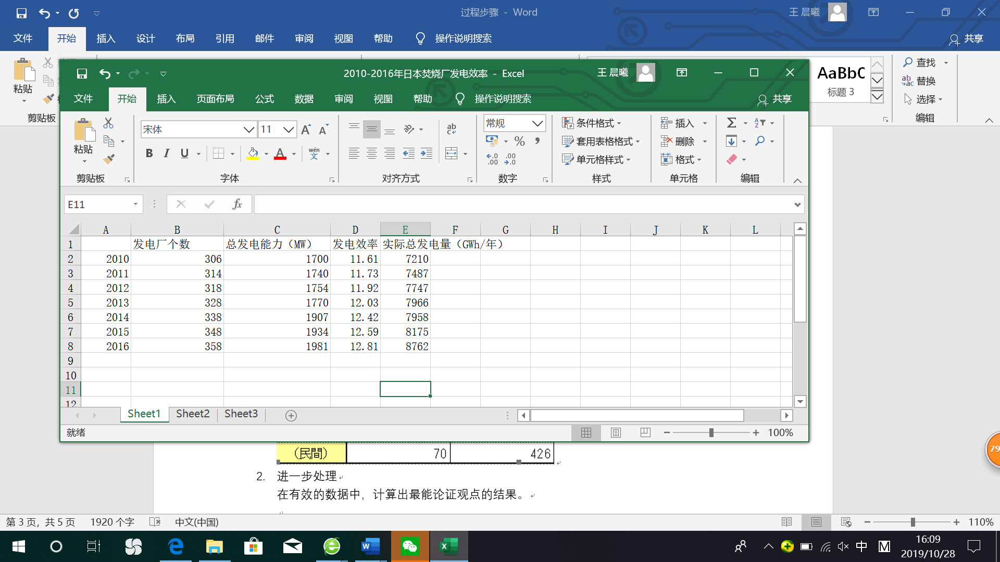 过程步骤 - Word
王 晨曦
文件 开始 插入 设计 布局 引用 邮件 审阅 视图 帮助 操作说明搜索 共享
粘贴
剪贴板
AaBbC
标题 3
查找
替换
选择
编辑
2010-2016年日本焚烧厂发电效率 - Excel
王 晨曦
文件 开始 插入 页面布局 公式 数据 审阅 视图 帮助 操作说明搜索 共享
粘贴
剪贴板
宋体 11
B I U A wén 文
字体
ab
对齐方式
常规
%
数字
条件格式
套用表格格式
单元格样式
样式
插入
删除
格式
单元格
Σ
编辑
E11 fx
A B C D E F G H I J K L
1 发电厂个数 总发电能力（MW） 发电效率 实际总发电量（GWh/年）
2 2010 306 1700 11.61 7210
3 2011 314 1740 11.73 7487
4 2012 318 1754 11.92 7747
5 2013 328 1770 12.03 7966
6 2014 338 1907 12.42 7958
7 2015 348 1934 12.59 8175
8 2016 358 1981 12.81 8762
9
10
11
12
Sheet1 Sheet2 Sheet3
就绪 100%
（民間） 70 426
2. 进一步处理
在有效的数据中，计算出最能论证观点的结果。
第 3 页，共 5 页 1920 个字 中文(中国) 110%
79
中 M
16:09
2019/10/28